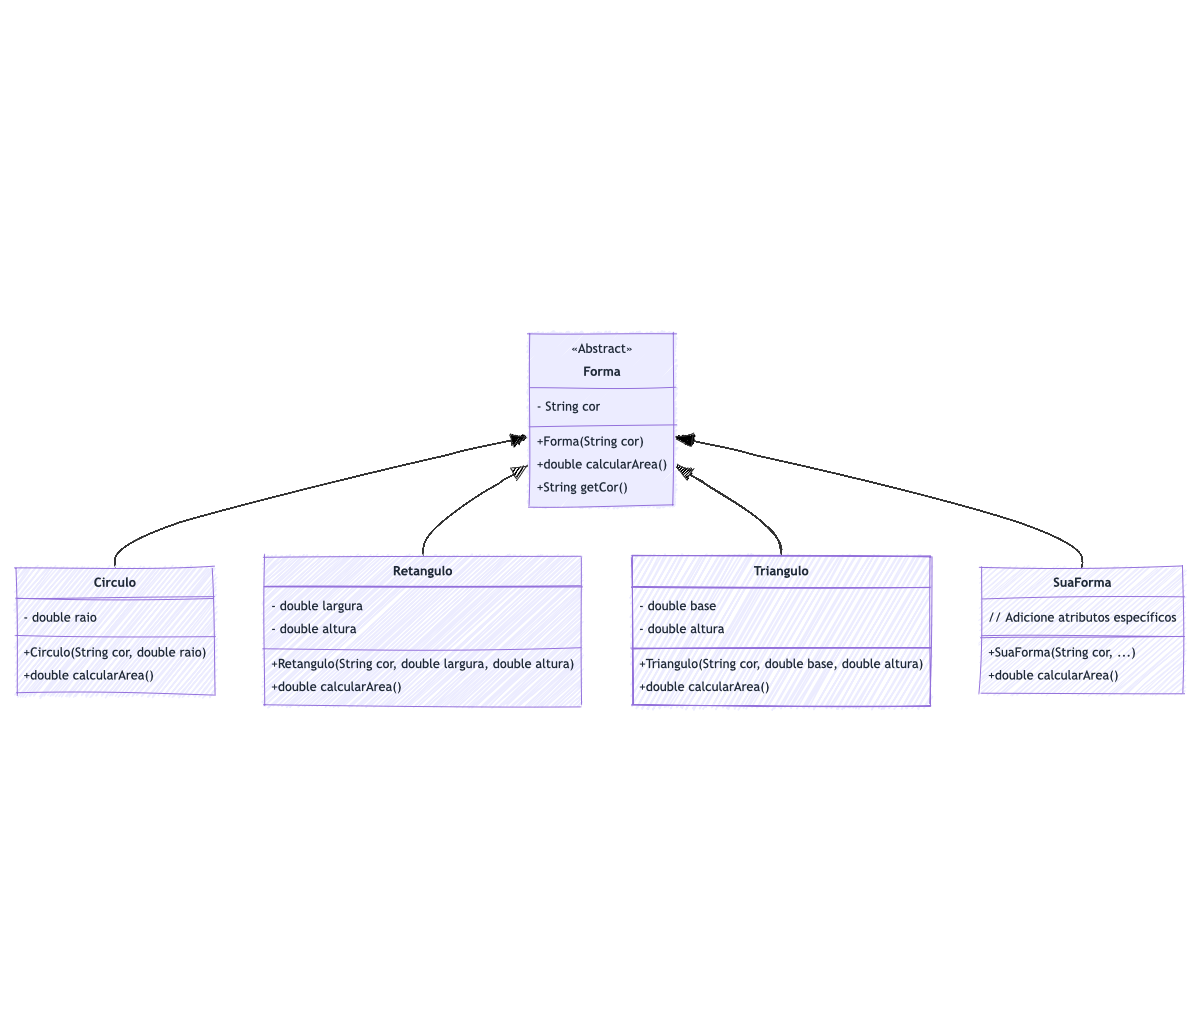 «Abstract»
Forma
- String cor
+Forma(String cor)
+double calcularArea()
+String getCor()
Circulo
- double raio
+Circulo(String cor, double raio)
+double calcularArea()
Retangulo
- double largura
- double altura
+Retangulo(String cor, double largura, double altura)
+double calcularArea()
Triangulo
- double base
- double altura
+Triangulo(String cor, double base, double altura)
+double calcularArea()
SuaForma
// Adicione atributos específicos
+SuaForma(String cor, ...)
+double calcularArea()